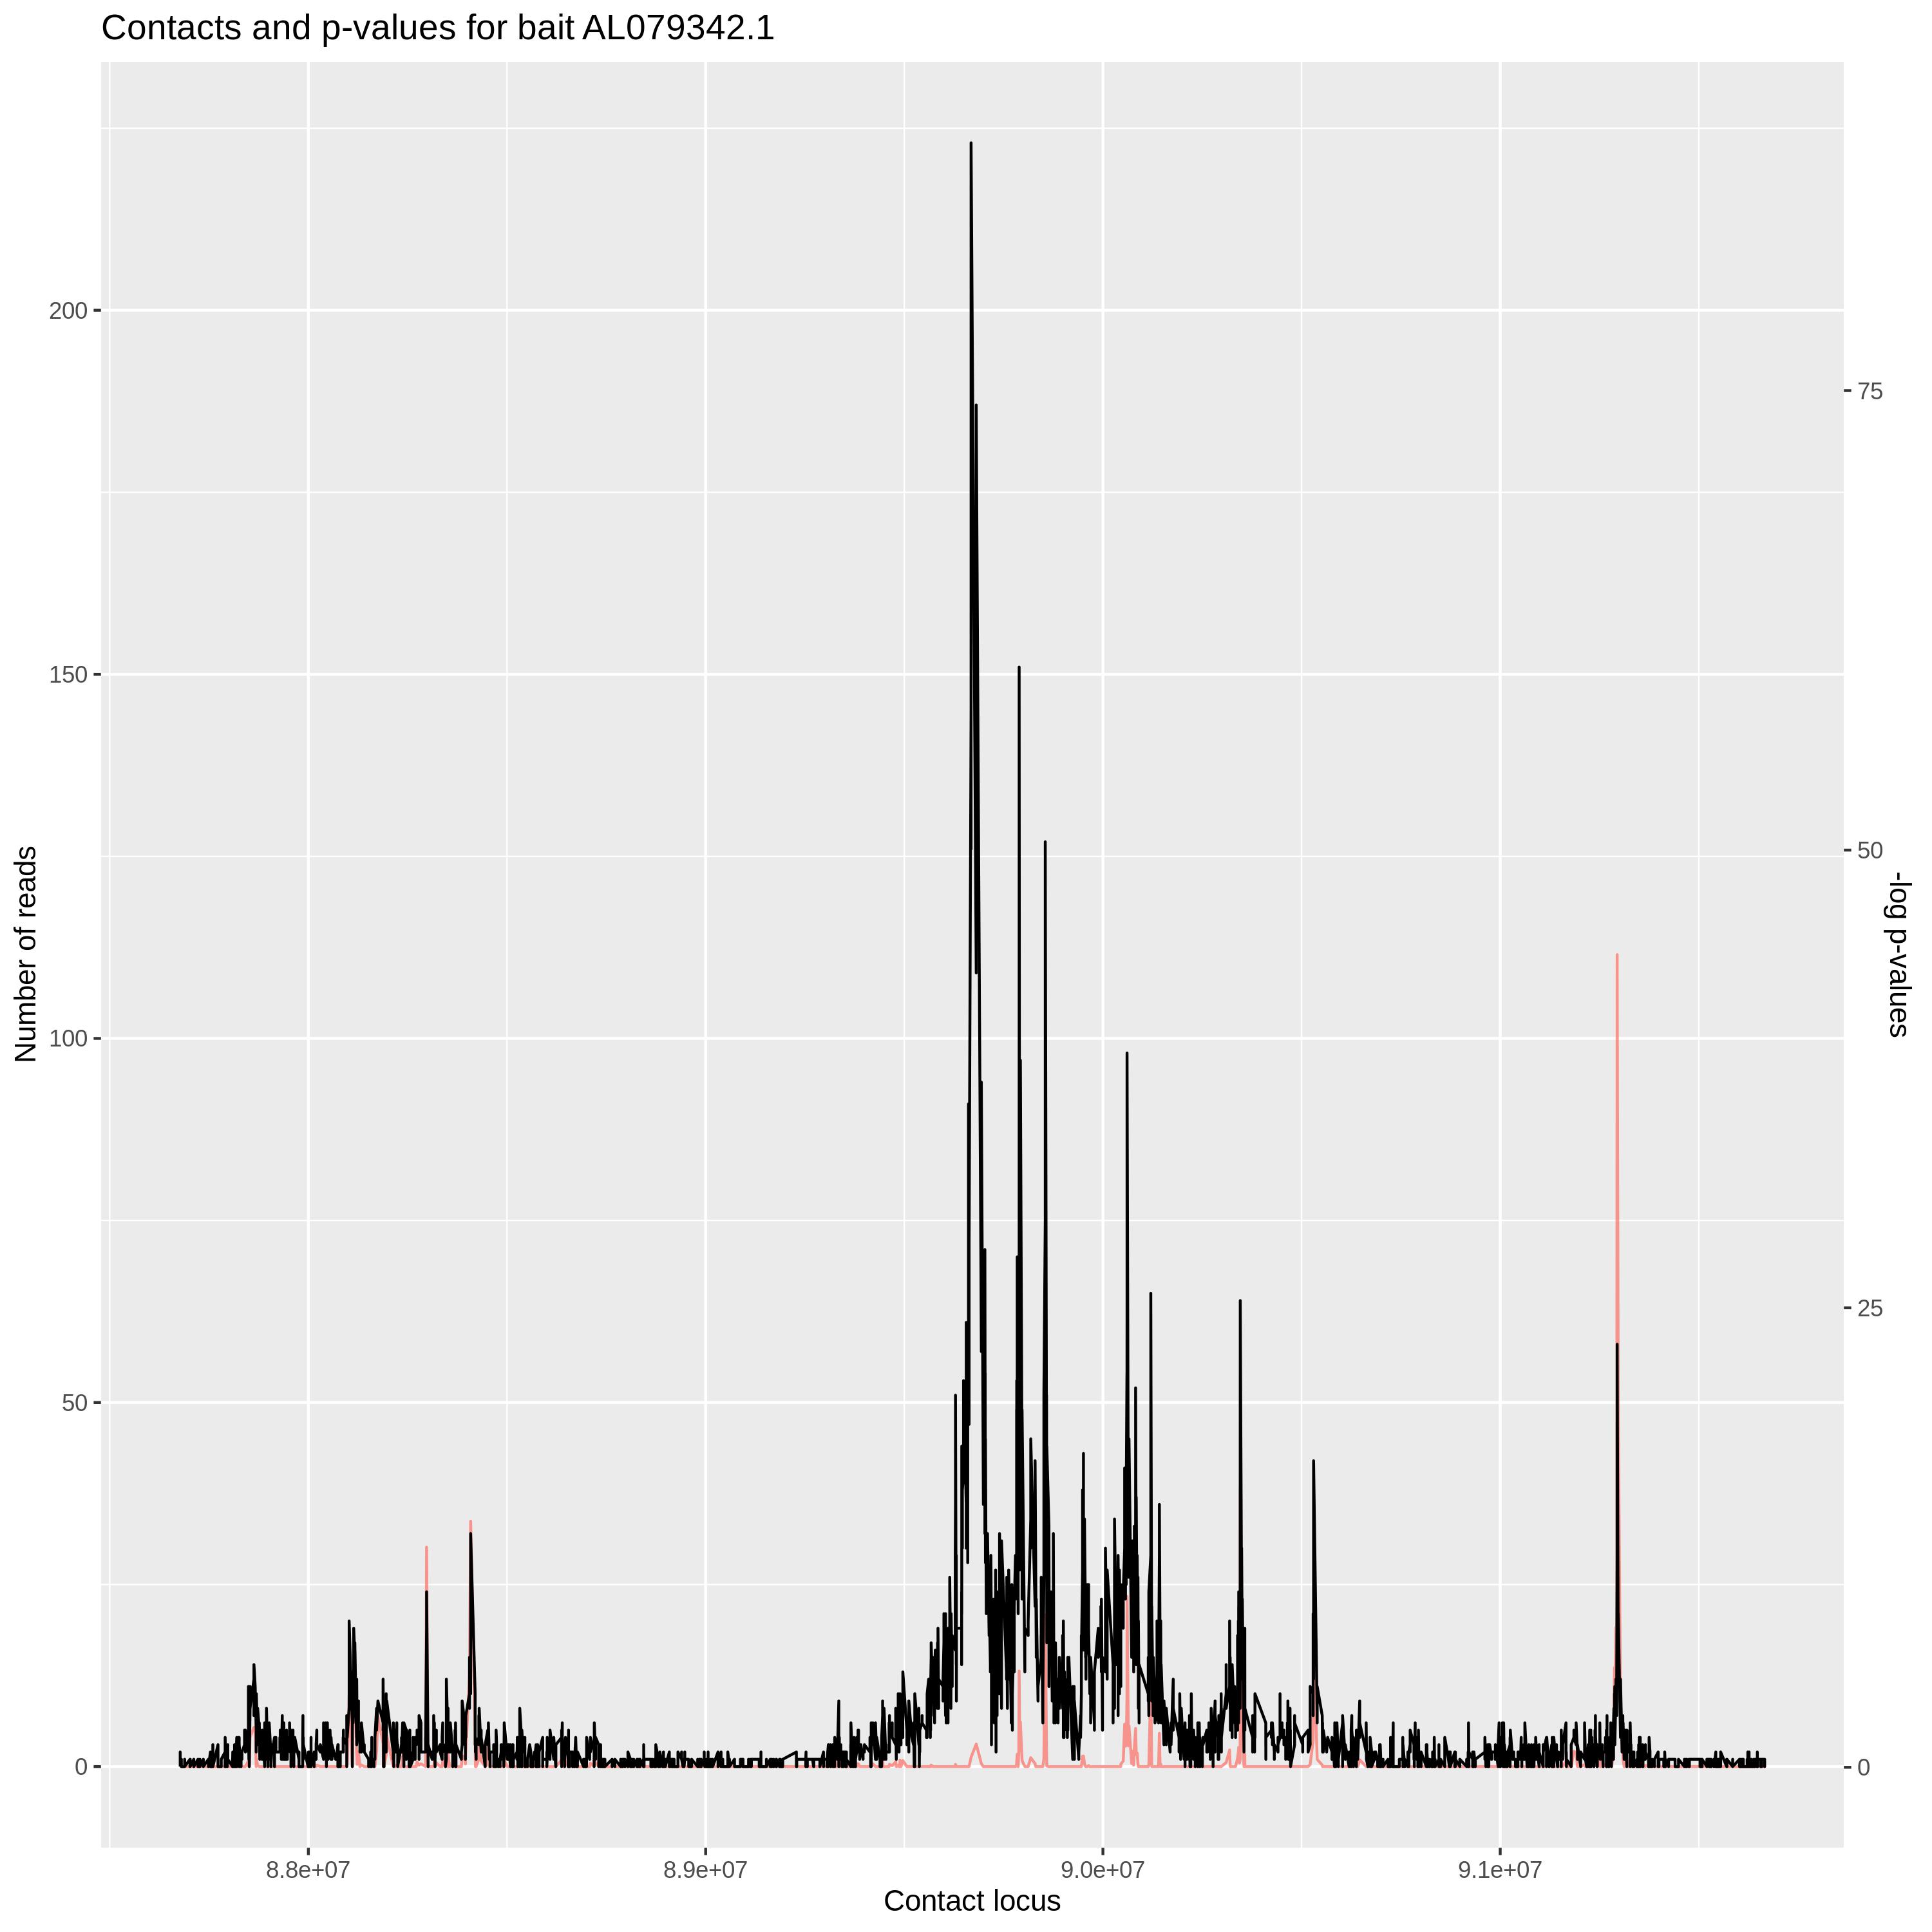 Contacts and p-values for bait AL079342.1
200
150
100
50
0
Number of reads
75
50
25
0
-log p-values
8.8e+07
8.9e+07
9.0e+07
9.1e+07
Contact locus